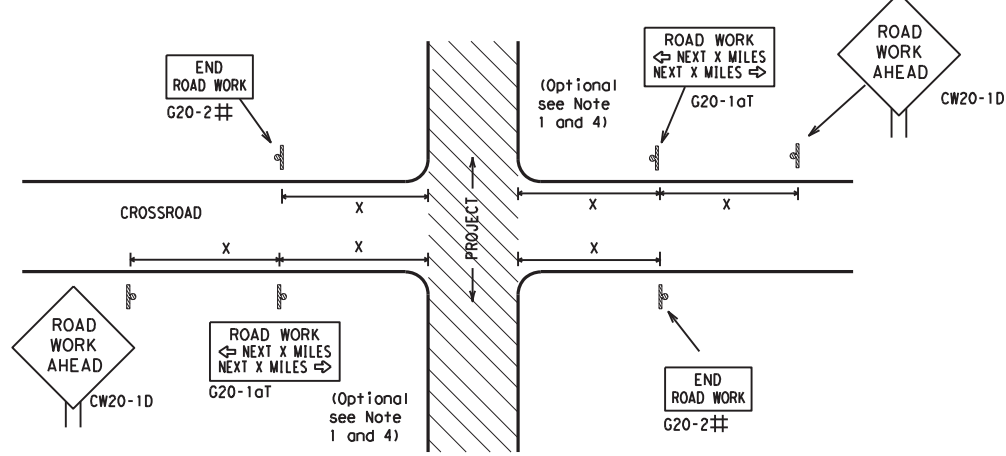 ROAD
WORK
AHEAD
CW20-1D
ROAD WORK
⇦ NEXT X MILES
NEXT X MILES ⇨
G20-1aT
(Optional
see Note
1 and 4)
END
ROAD WORK
G20-2#
X
X
X
CROSSROAD
PROJECT
X
X
X
ROAD
WORK
AHEAD
CW20-1D
ROAD WORK
⇦ NEXT X MILES
NEXT X MILES ⇨
G20-1aT
(Optional
see Note
1 and 4)
END
ROAD WORK
G20-2#